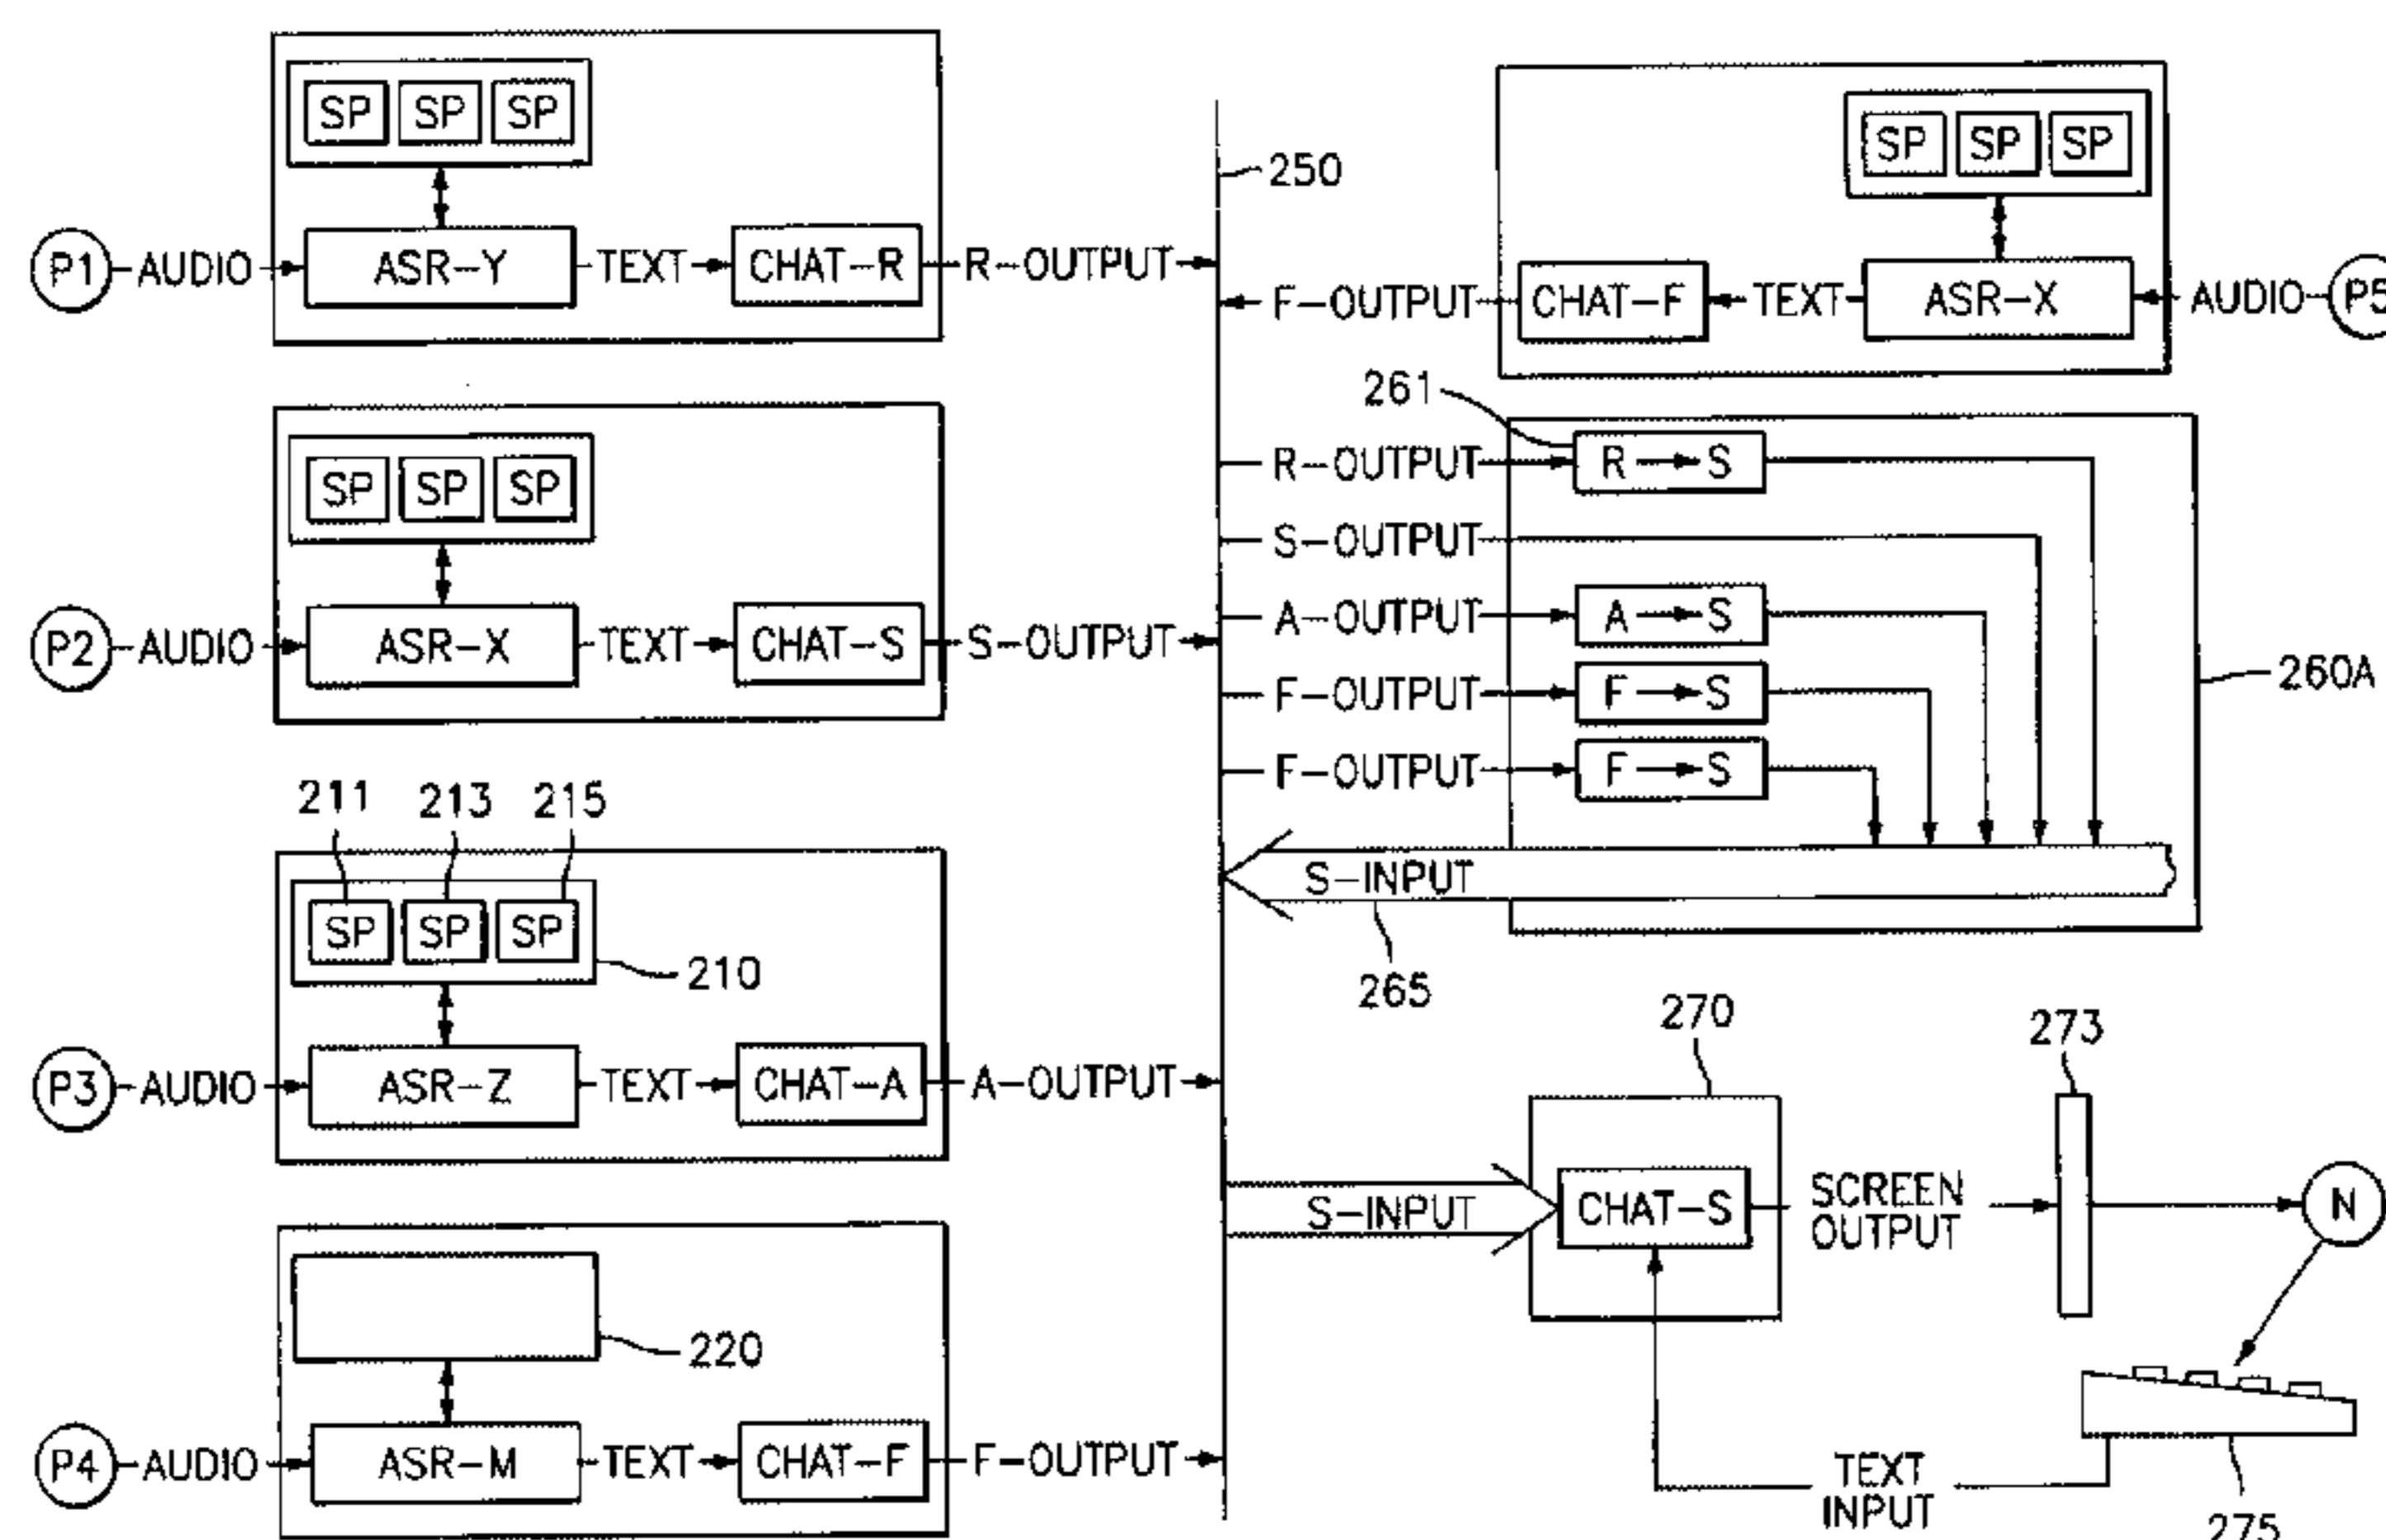 SP SP SP
P1 AUDIO ASR-Y TEXT CHAT-R R-OUTPUT
250
SP SP SP
F-OUTPUT CHAT-F TEXT ASR-X AUDIO P5
SP SP SP
P2 AUDIO ASR-X TEXT CHAT-S S-OUTPUT
261
R-OUTPUT R S
S-OUTPUT
A-OUTPUT A S
F-OUTPUT F S
F-OUTPUT F S
260A
S-INPUT
265
211 213 215
SP SP SP
210
P3 AUDIO ASR-Z TEXT CHAT-A A-OUTPUT
270
273
S-INPUT CHAT-S SCREEN
OUTPUT
N
220
P4 AUDIO ASR-M TEXT CHAT-F F-OUTPUT
TEXT
INPUT
275